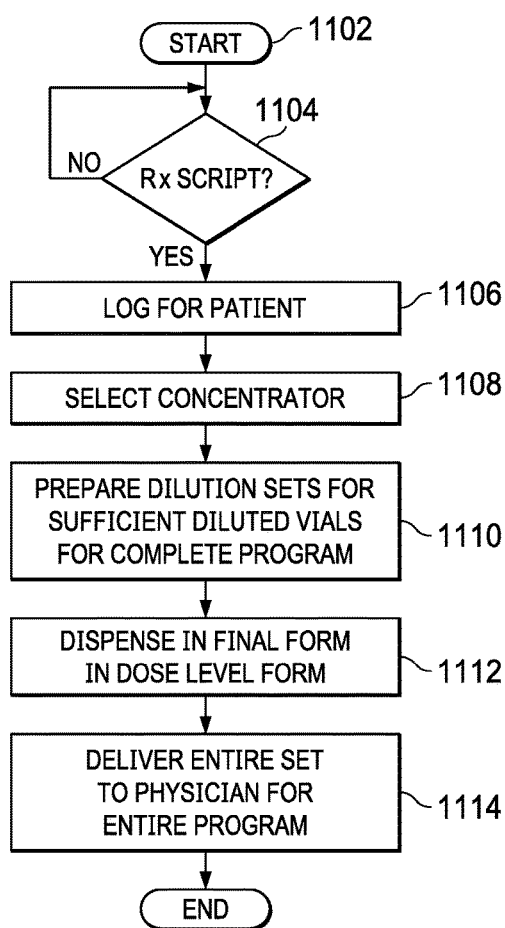 START
1102
1104
Rx SCRIPT?
NO
YES
LOG FOR PATIENT
1106
SELECT CONCENTRATOR
1108
PREPARE DILUTION SETS FOR
SUFFICIENT DILUTED VIALS
FOR COMPLETE PROGRAM
1110
DISPENSE IN FINAL FORM
IN DOSE LEVEL FORM
1112
DELIVER ENTIRE SET
TO PHYSICIAN FOR
ENTIRE PROGRAM
1114
END